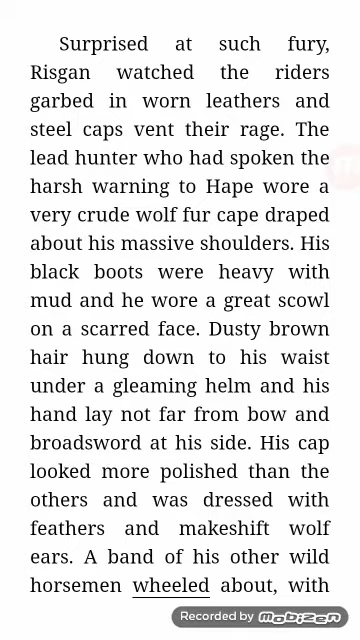 Surprised at such fury,
Risgan watched the riders
garbed in worn leathers and
steel caps vent their rage. The
lead hunter who had spoken the
harsh warning to Hape wore a
very crude wolf fur cape draped
about his massive shoulders. His
black boots were heavy with
mud and he wore a great scowl
on a scarred face. Dusty brown
hair hung down to his waist
under a gleaming helm and his
hand lay not far from bow and
broadsword at his side. His cap
looked more polished than the
others and was dressed with
feathers and makeshift wolf
ears. A band of his other wild
horsemen wheeled about, with
Recorded by mobizen